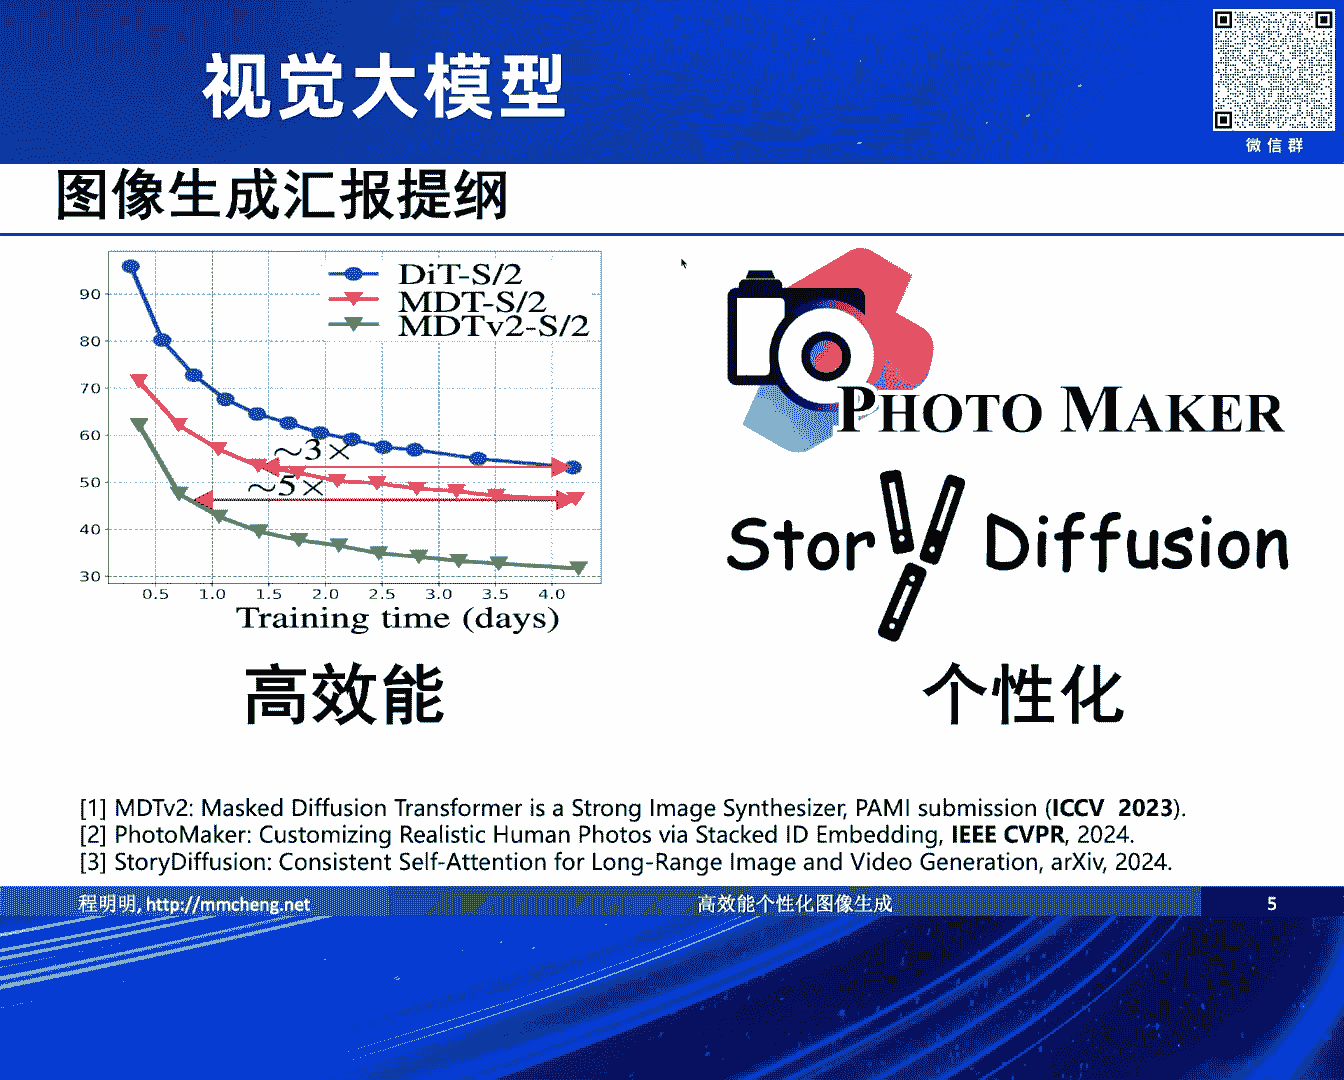 视觉大模型
微信群
图像生成汇报提纲
DiT-S/2
MDT-S/2
MDTv2-S/2
90
80
70
60
50
40
30
~3×
~5×
0.5 1.0 1.5 2.0 2.5 3.0 3.5 4.0
Training time (days)
高效能
PHOTO MAKER
StorY Diffusion
个性化
[1] MDTv2: Masked Diffusion Transformer is a Strong Image Synthesizer, PAMI submission (ICCV 2023).
[2] PhotoMaker: Customizing Realistic Human Photos via Stacked ID Embedding, IEEE CVPR, 2024.
[3] StoryDiffusion: Consistent Self-Attention for Long-Range Image and Video Generation, arXiv, 2024.
程明明, http://mmcheng.net
高效能个性化图像生成
5